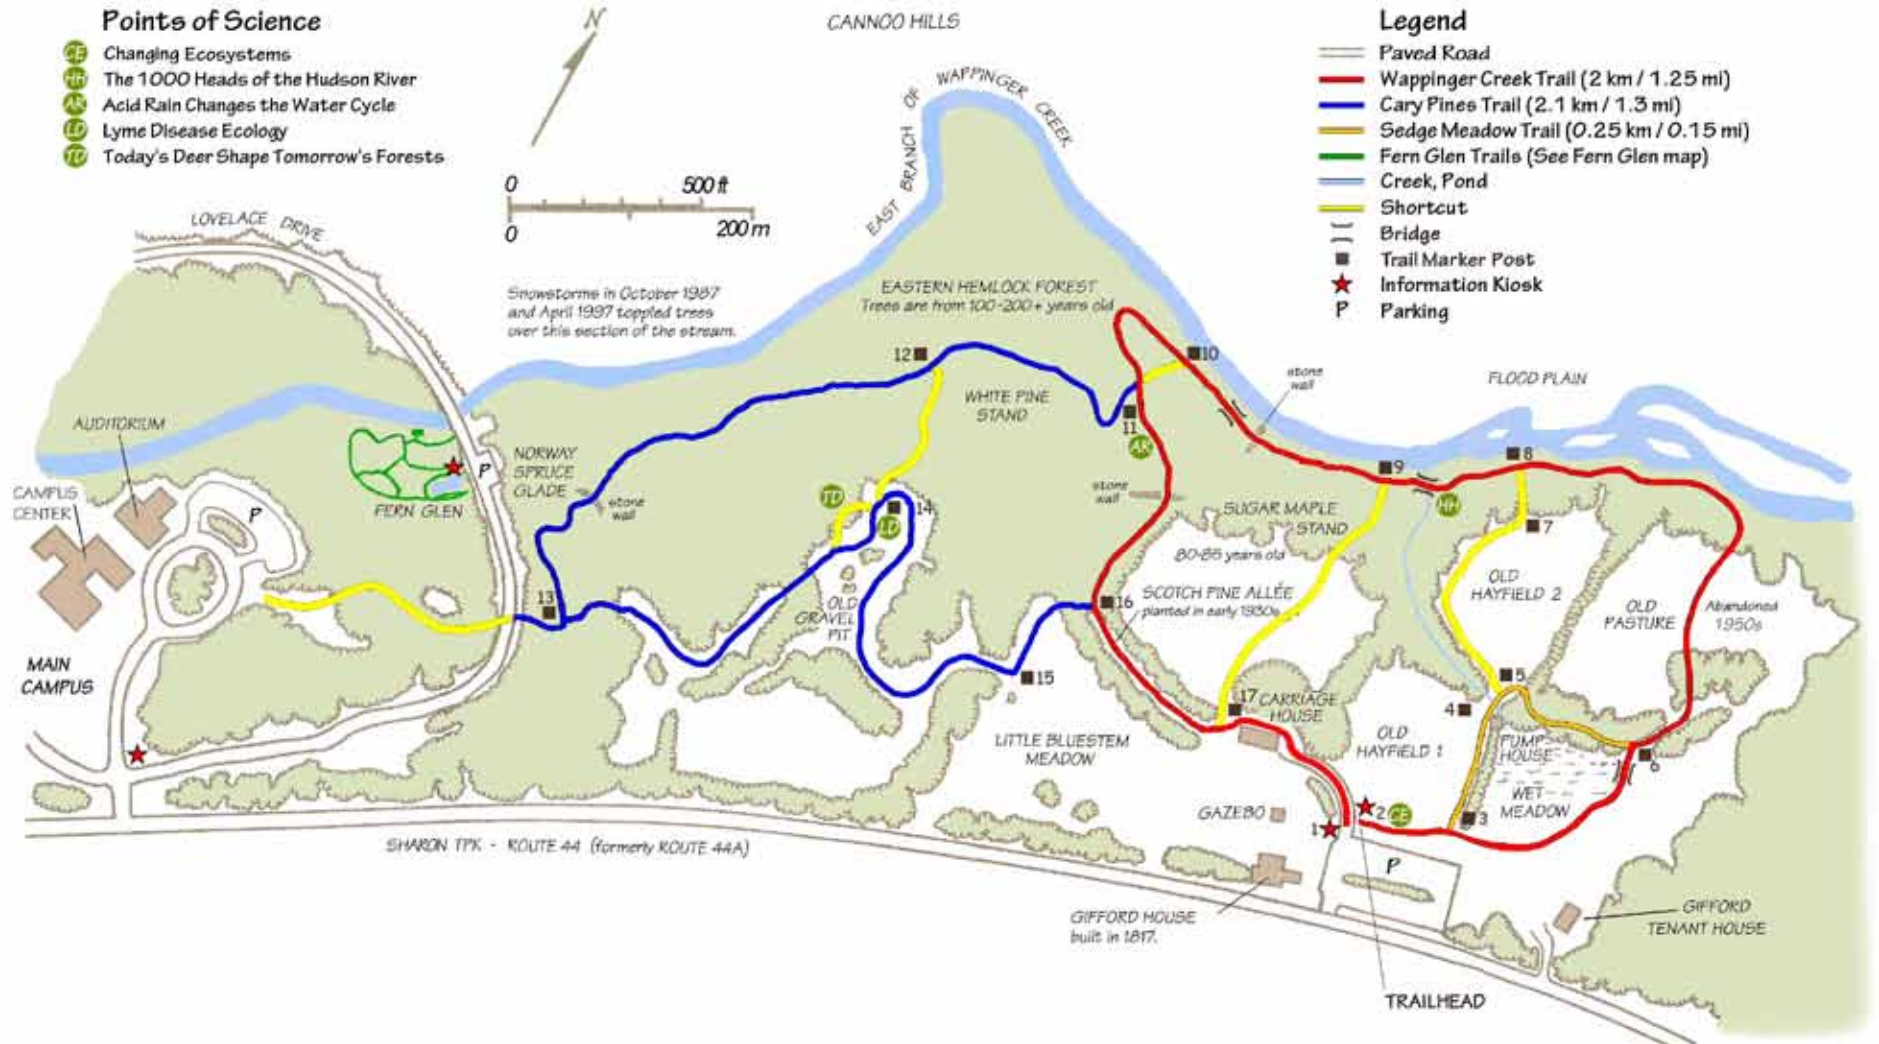 Points of Science
CE Changing Ecosystems
HH The 1000 Heads of the Hudson River
AR Acid Rain Changes the Water Cycle
LD Lyme Disease Ecology
TD Today's Deer Shape Tomorrow's Forests
N
CANNOO HILLS
Legend
Paved Road
Wappinger Creek Trail (2 km / 1.25 mi)
Cary Pines Trail (2.1 km / 1.3 mi)
Sedge Meadow Trail (0.25 km / 0.15 mi)
Fern Glen Trails (See Fern Glen map)
Creek, Pond
Shortcut
Bridge
Trail Marker Post
Information Kiosk
P Parking
0 500 ft
0 200 m
EAST BRANCH OF WAPPINGER CREEK
LOVELACE DRIVE
Snowstorms in October 1987
and April 1997 toppled trees
over this section of the stream.
EASTERN HEMLOCK FOREST
Trees are from 100-200+ years old
12
10
stone
wall
FLOOD PLAIN
WHITE PINE
STAND
11
AR
AUDITORIUM
NORWAY
SPRUCE
GLADE
P
stone
wall
CAMPUS
CENTER
P
FERN GLEN
TD
14
LD
stone
wall
9
8
HH
SUGAR MAPLE
STAND
7
80-85 years old
OLD
HAYFIELD 2
SCOTCH PINE ALLÉE
planted in early 1930s
OLD
PASTURE
Abandoned
1950s
13
OLD
GRAVEL
PIT
16
MAIN
CAMPUS
15
5
4
17
CARRIAGE
HOUSE
OLD
HAYFIELD 1
PUMP
HOUSE
6
LITTLE BLUESTEM
MEADOW
WET
MEADOW
GAZEBO
1
2
CE
3
P
SHARON TPK - ROUTE 44 (formerly ROUTE 44A)
GIFFORD HOUSE
built in 1817.
GIFFORD
TENANT HOUSE
TRAILHEAD